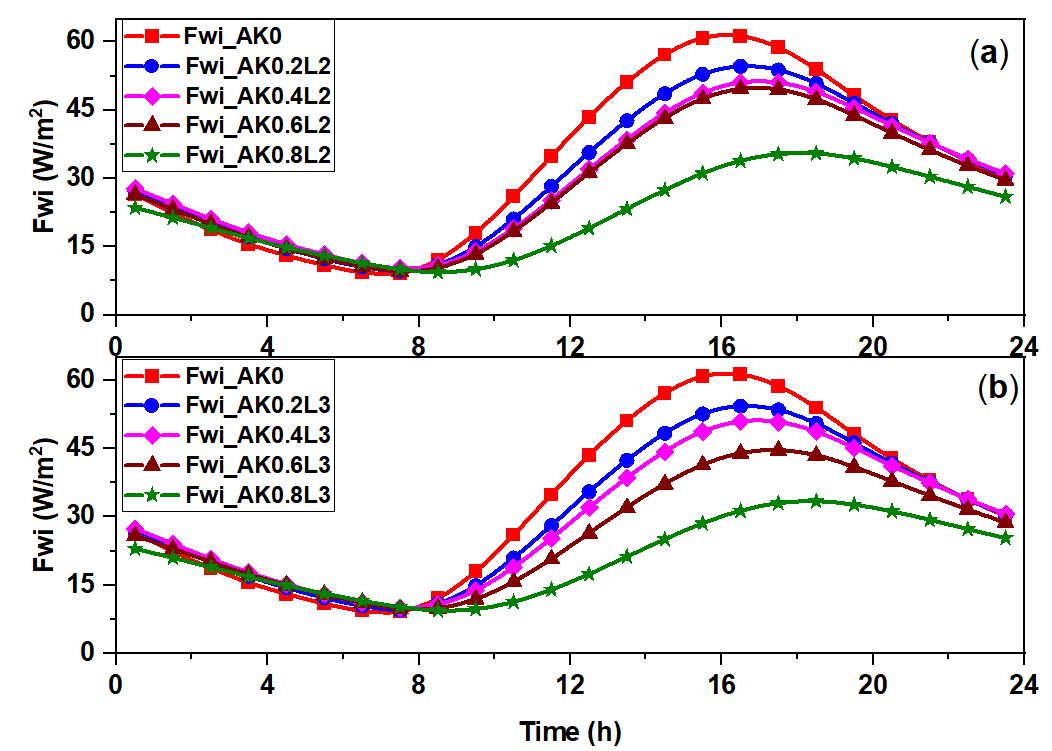 (a)
Fwi_AK0
Fwi_AK0.2L2
Fwi_AK0.4L2
Fwi_AK0.6L2
Fwi_AK0.8L2
Fwi (W/m²)
60
45
30
15
0
0 4 8 12 16 20 24
(b)
Fwi_AK0
Fwi_AK0.2L3
Fwi_AK0.4L3
Fwi_AK0.6L3
Fwi_AK0.8L3
Fwi (W/m²)
60
45
30
15
0
0 4 8 12 16 20 24
Time (h)